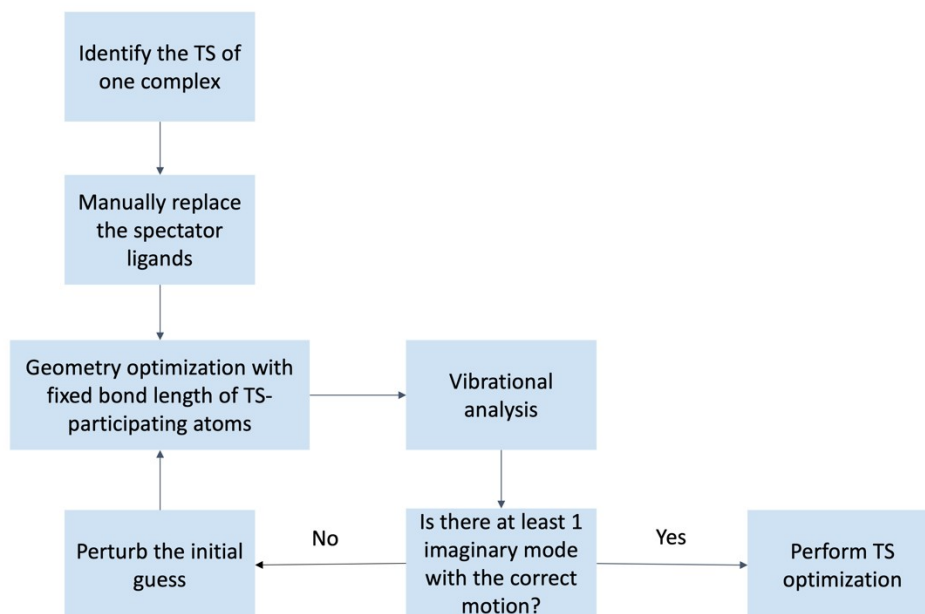 Identify the TS of
one complex
Manually replace
the spectator
ligands
Geometry optimization with
fixed bond length of TS-
participating atoms
Vibrational
analysis
Perturb the initial
guess
No
Is there at least 1
imaginary mode
with the correct
motion?
Yes
Perform TS
optimization